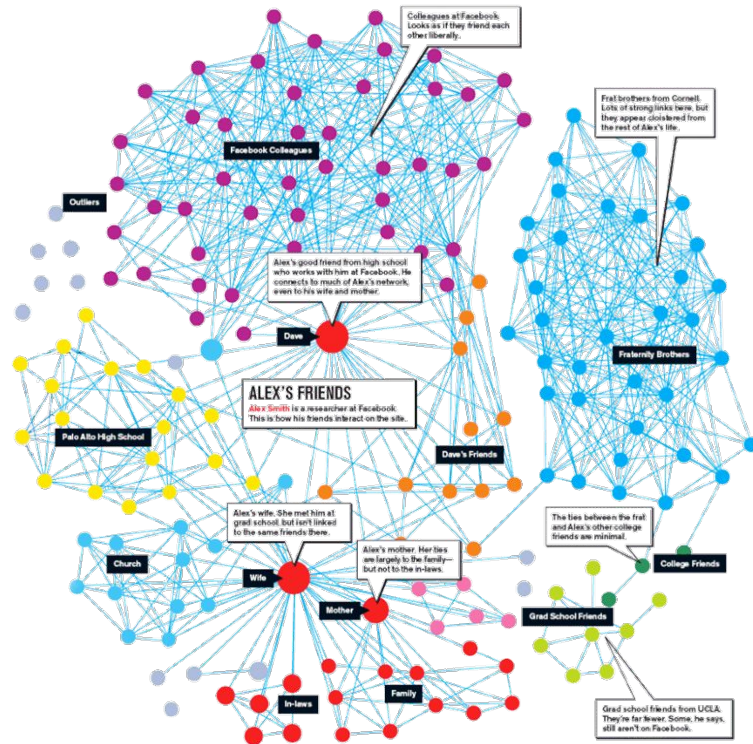 Colleagues at Facebook.
Looks as if they friend each
other liberally.
Frat brothers from Cornell.
Lots of strong links here, but
they appear cloistered from
the rest of Alex's life.
Facebook Colleagues
Outliers
Alex's good friend from high school
who works with him at Facebook. He
connects to much of Alex's network,
even to his wife and mother.
Dave
Fraternity Brothers
ALEX'S FRIENDS
Alex Smith is a researcher at Facebook
This is how his friends interact on the site.
Palo Alto High School
Dave's Friends
Alex's wife. She met him at
grad school, but isn't linked
to the same friends there.
The ties between the frat
and Alex's other college
friends are minimal.
Alex's mother. Her ties
are largely to the family—
but not to the in-laws.
Church
College Friends
Wife
Mother
Grad School Friends
In-laws
Family
Grad school friends from UCLA.
They're far fewer. Some, he says,
still aren't on Facebook.